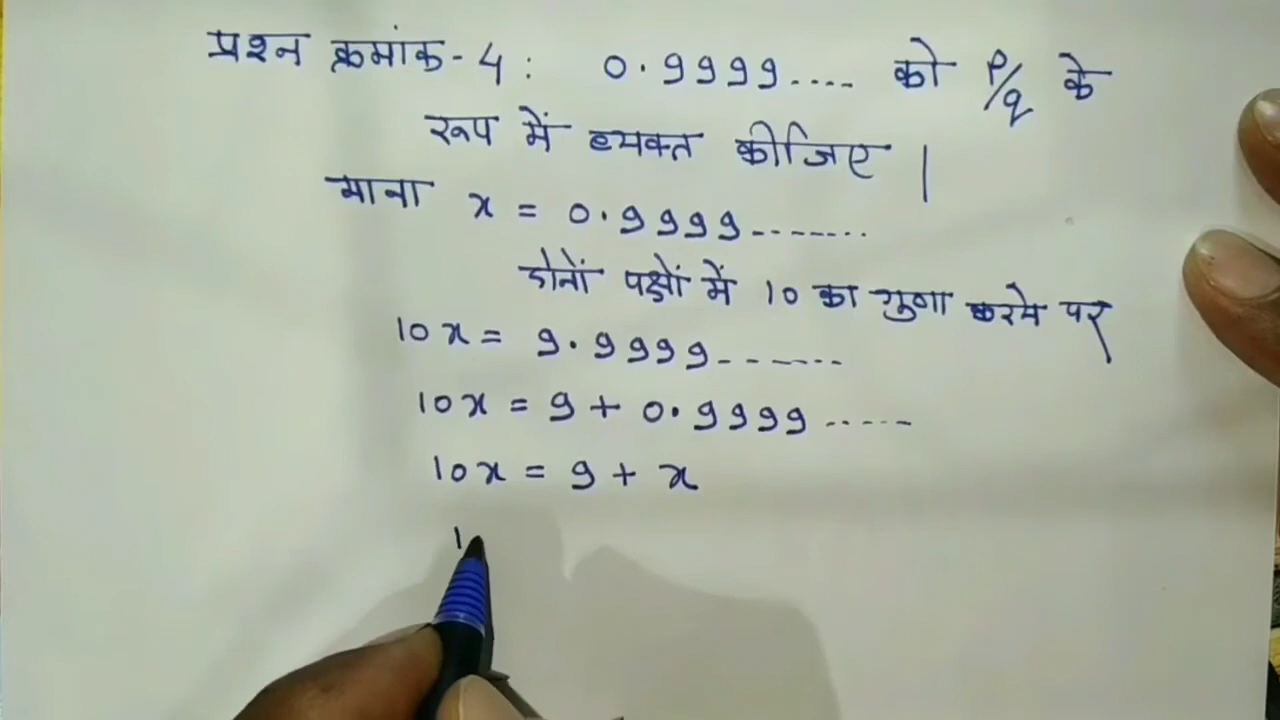 प्रश्न क्रमांक-4: 0.9999.... को P/q के
रूप में व्यक्त कीजिए |
माना x = 0.9999.......
दोनों पक्षों में 10 का गुणा करने पर
10x = 9.9999.......
10x = 9 + 0.9999.....
10x = 9 + x
1